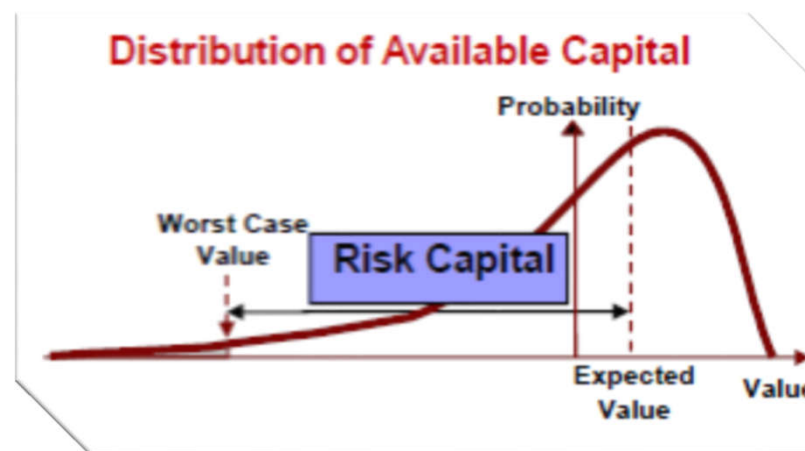 Distribution of Available Capital
Probability
Worst Case
Value
Risk Capital
Expected
Value
Value